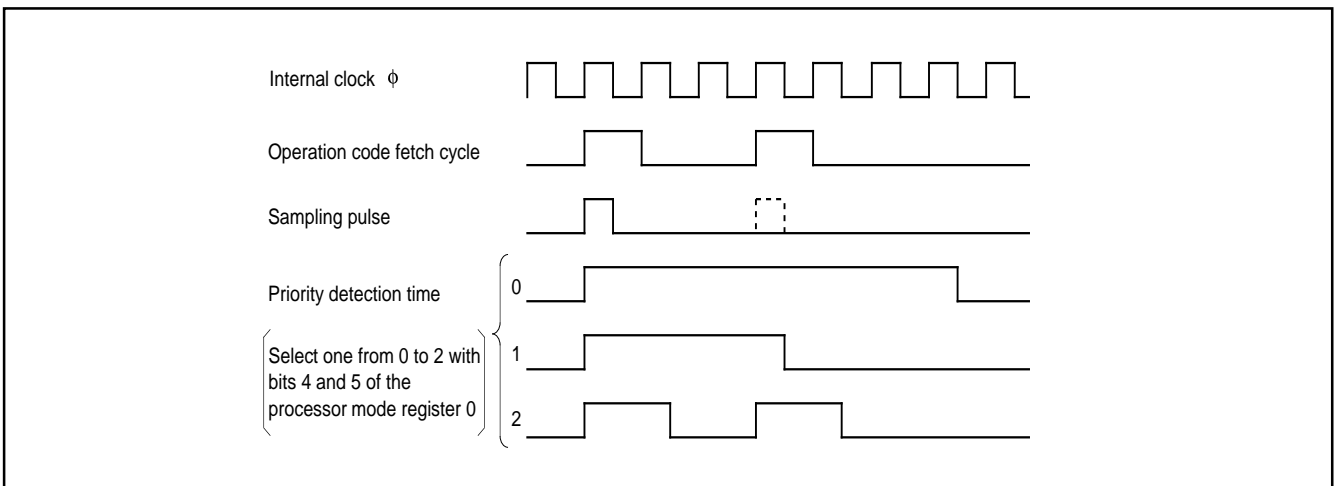 Internal clock ϕ
Operation code fetch cycle
Sampling pulse
Priority detection time
0
Select one from 0 to 2 with
bits 4 and 5 of the
processor mode register 0
1
2